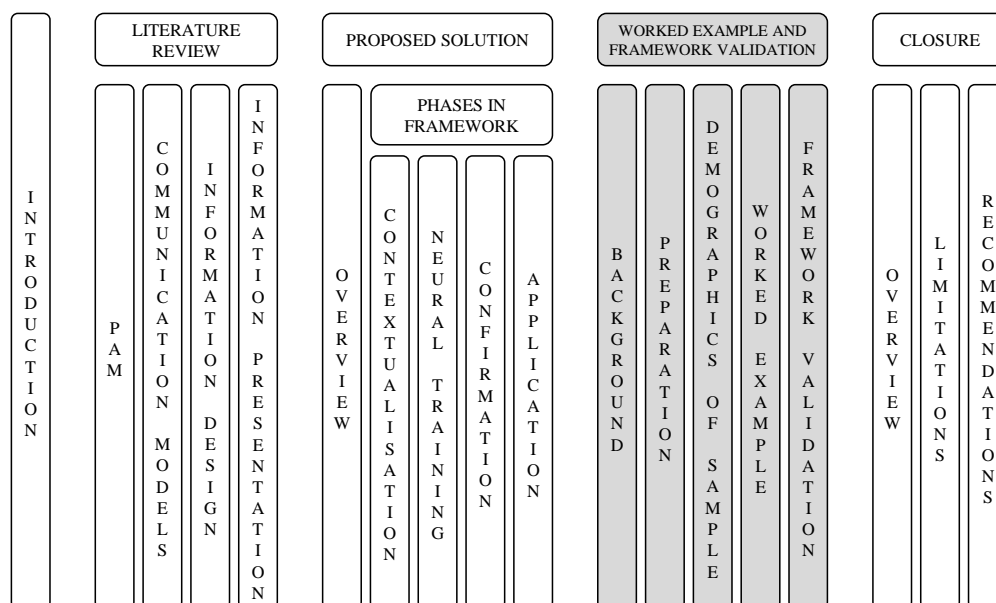 INTRODUCTION
LITERATURE
REVIEW
PAM
COMMUNICATION MODELS
INFORMATION DESIGN
INFORMATION PRESENTATION
PROPOSED SOLUTION
OVERVIEW
PHASES IN
FRAMEWORK
CONTEXTUALISATION
NEURAL TRAINING
CONFIRMATION
APPLICATION
WORKED EXAMPLE AND
FRAMEWORK VALIDATION
BACKGROUND
PREPARATION
DEMOGRAPHICS OF SAMPLE
WORKED EXAMPLE
FRAMEWORK VALIDATION
CLOSURE
OVERVIEW
LIMITATIONS
RECOMMENDATIONS